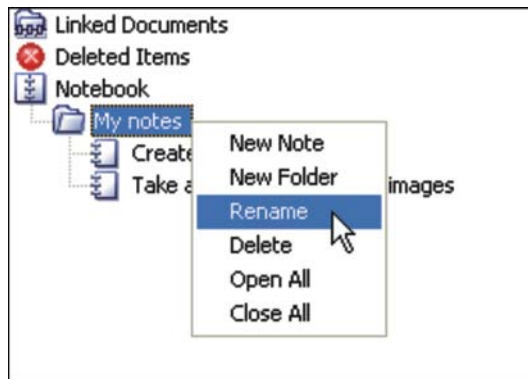 Linked Documents
Deleted Items
Notebook
My notes
Create
Take a images
New Note
New Folder
Rename
Delete
Open All
Close All